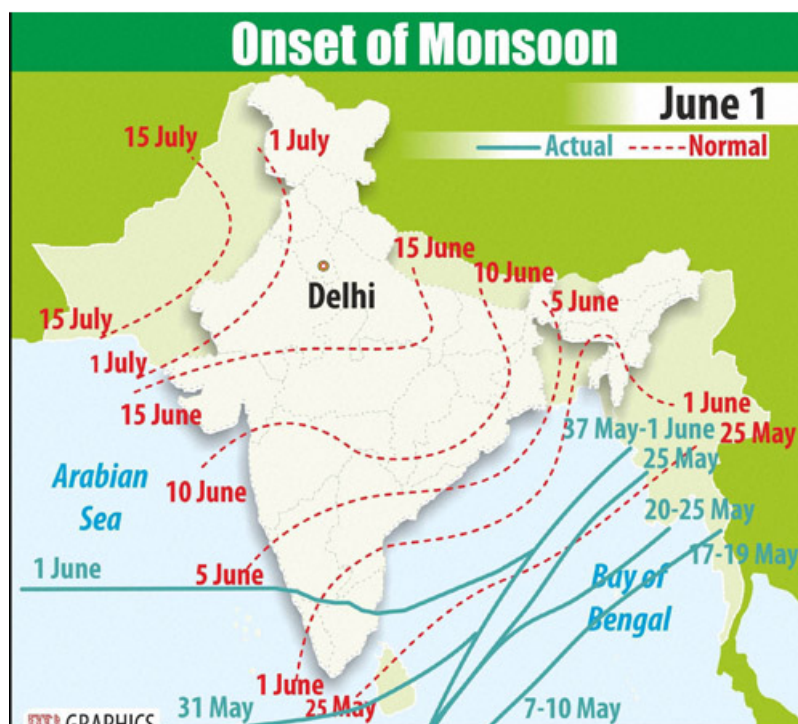 Onset of Monsoon
June 1
Actual
Normal
15 July
1 July
15 June
10 June
5 June
Delhi
15 July
1 July
15 June
1 June
37 May-1 June
25 May
25 May
10 June
Arabian
Sea
20-25 May
17-19 May
1 June
5 June
Bay of
Bengal
1 June
25 May
31 May
7-10 May
GRAPHICS